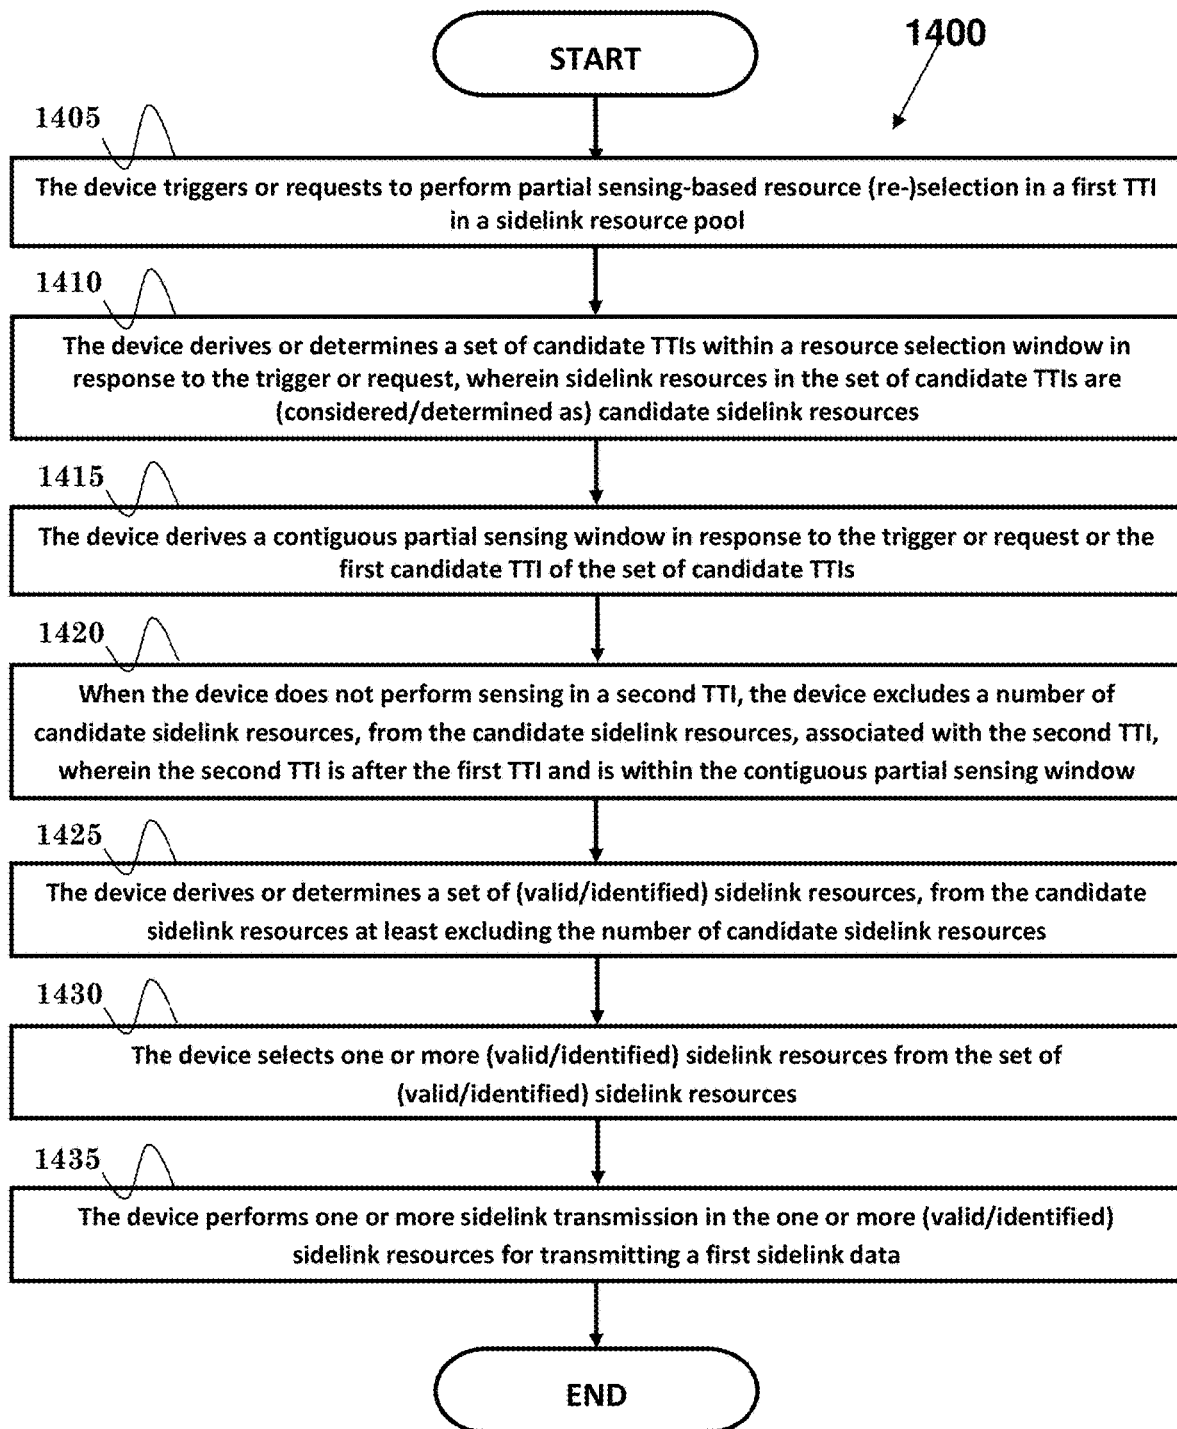 START
1400
1405
The device triggers or requests to perform partial sensing-based resource (re-)selection in a first TTI
in a sidelink resource pool
1410
The device derives or determines a set of candidate TTIs within a resource selection window in
response to the trigger or request, wherein sidelink resources in the set of candidate TTIs are
(considered/determined as) candidate sidelink resources
1415
The device derives a contiguous partial sensing window in response to the trigger or request or the
first candidate TTI of the set of candidate TTIs
1420
When the device does not perform sensing in a second TTI, the device excludes a number of
candidate sidelink resources, from the candidate sidelink resources, associated with the second TTI,
wherein the second TTI is after the first TTI and is within the contiguous partial sensing window
1425
The device derives or determines a set of (valid/identified) sidelink resources, from the candidate
sidelink resources at least excluding the number of candidate sidelink resources
1430
The device selects one or more (valid/identified) sidelink resources from the set of
(valid/identified) sidelink resources
1435
The device performs one or more sidelink transmission in the one or more (valid/identified)
sidelink resources for transmitting a first sidelink data
END